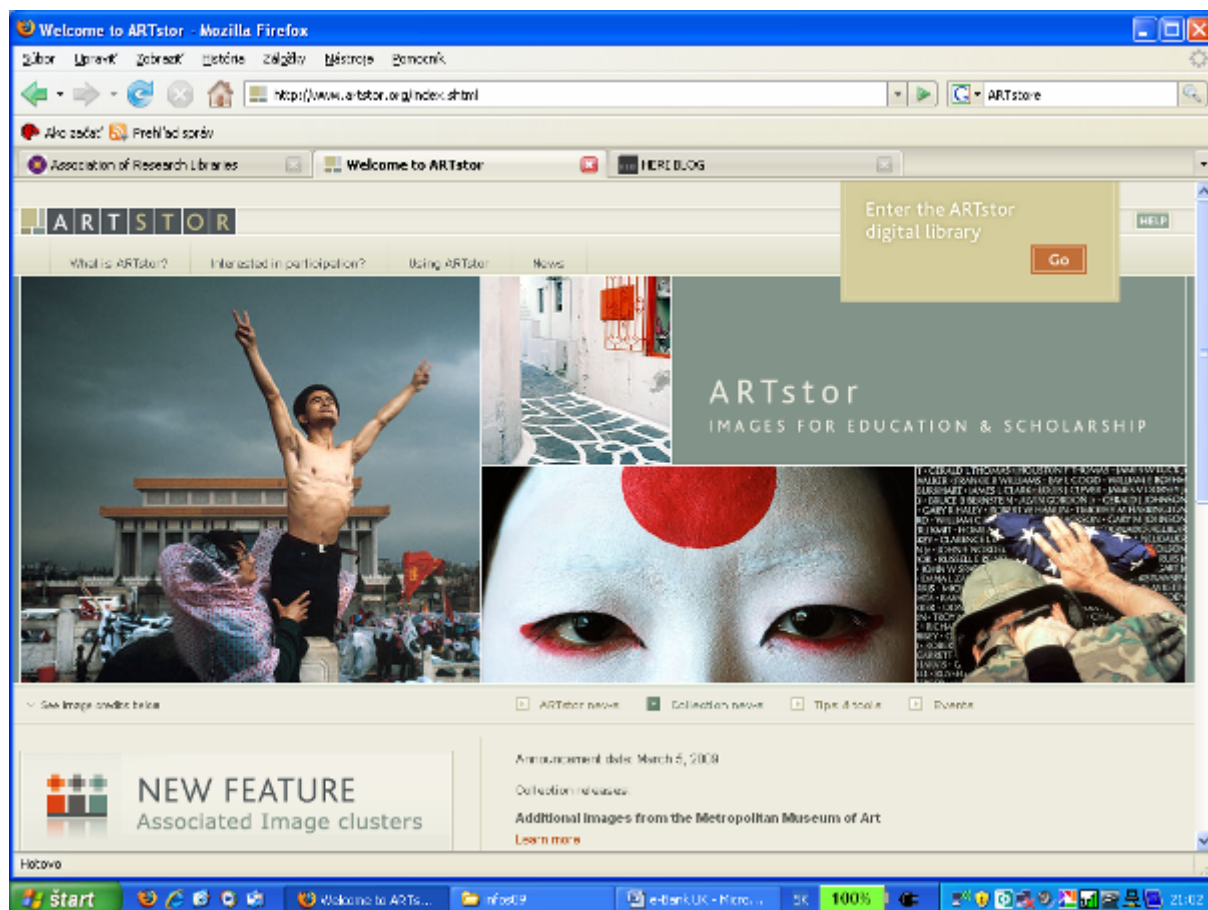 Welcome to ARTstor - Mozilla Firefox
Súbor Upraviť Zobraziť História Záložky Nástroje Pomocník
http://www.artstor.org/index.shtml
ARTstore
Ako začať Prehľad správ
Association of Research Libraries
Welcome to ARTstor
HERI BLOG
ARTSTOR
Enter the ARTstor
digital library
Go
HELP
What is ARTstor? Interested in participation? Using ARTstor News
ARTstor
IMAGES FOR EDUCATION & SCHOLARSHIP
See image credits below
ARTstor news Collection news Tips & tools Events
NEW FEATURE
Associated Image clusters
Announcement date: March 5, 2009
Collection releases:
Additional images from the Metropolitan Museum of Art
Learn more
Hotovo
štart
Welcome to ARTs...
infos09
e-Bank UK - Micro...
SK
100%
21:02